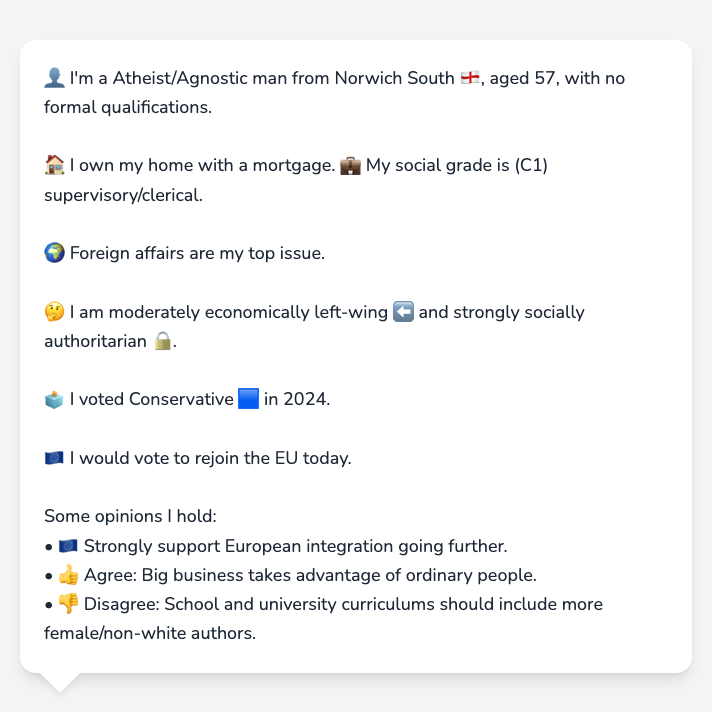 👤 I'm a Atheist/Agnostic man from Norwich South 🏴󠁧󠁢󠁥󠁮󠁧󠁿, aged 57, with no
formal qualifications.
🏠 I own my home with a mortgage. 💼 My social grade is (C1)
supervisory/clerical.
🌍 Foreign affairs are my top issue.
🤔 I am moderately economically left-wing ⬅️ and strongly socially
authoritarian 🔒.
🗳️ I voted Conservative 🟦 in 2024.
🇪🇺 I would vote to rejoin the EU today.
Some opinions I hold:
• 🇪🇺 Strongly support European integration going further.
• 👍 Agree: Big business takes advantage of ordinary people.
• 👎 Disagree: School and university curriculums should include more
female/non-white authors.